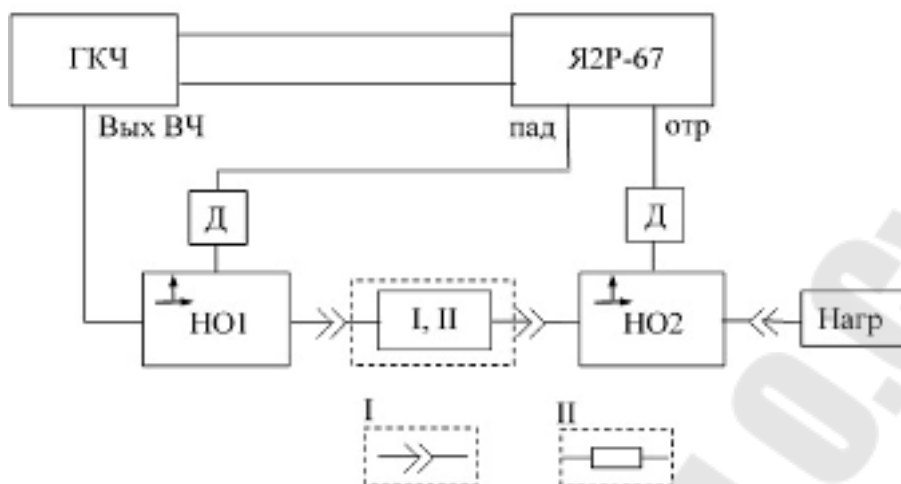 ГКЧ
Я2Р-67
Вых ВЧ
пад
отр
Д
Д
НО1
I, II
НО2
Нагр
I
II